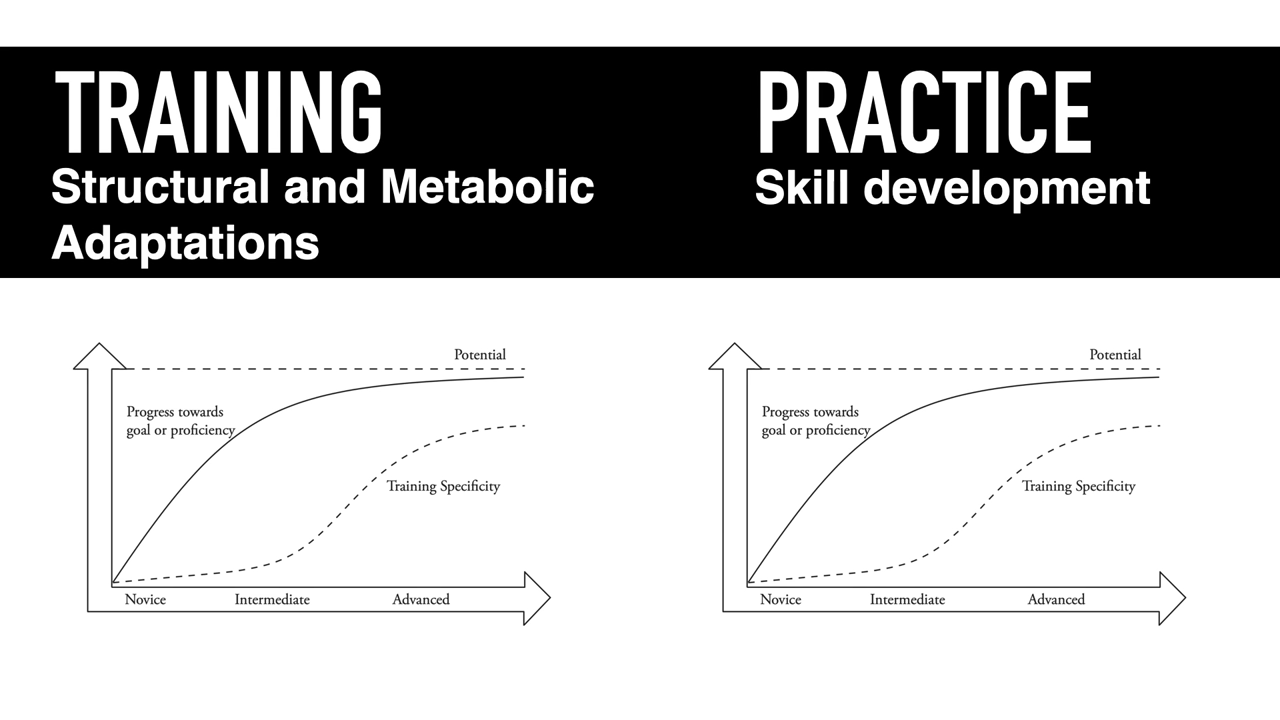 TRAINING
Structural and Metabolic
Adaptations
PRACTICE
Skill development
Potential
Progress towards
goal or proficiency
Training Specificity
Novice
Intermediate
Advanced
Potential
Progress towards
goal or proficiency
Training Specificity
Novice
Intermediate
Advanced